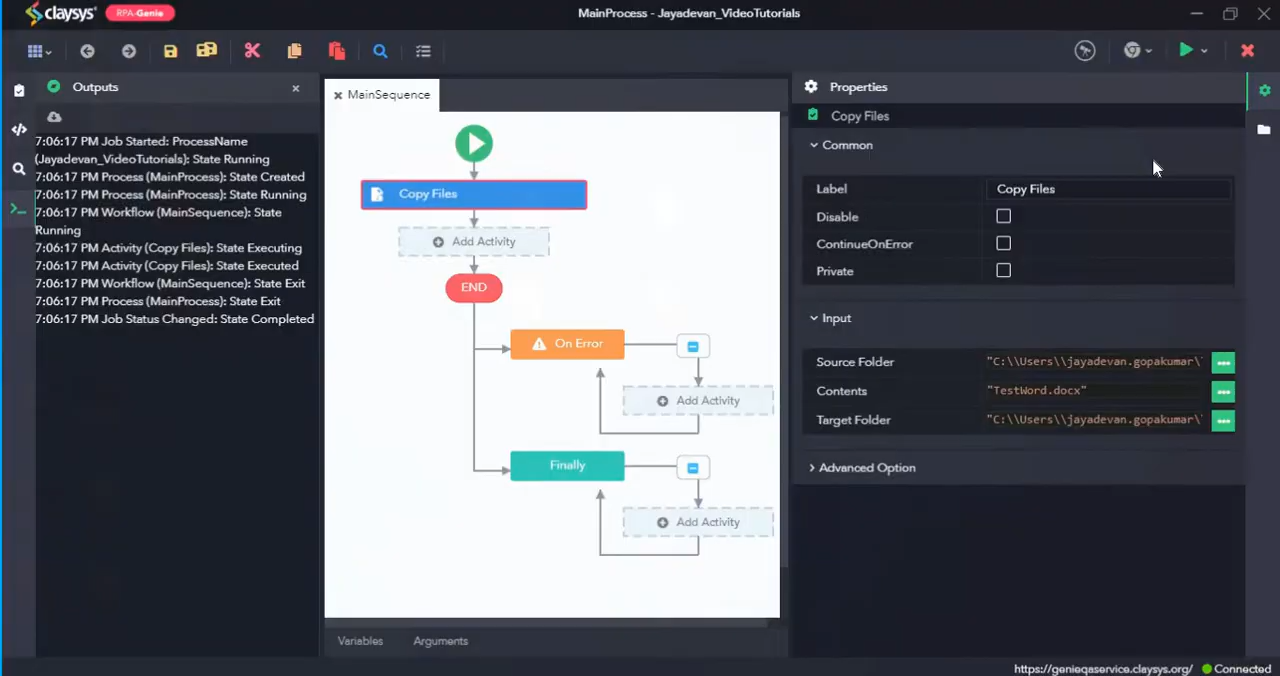 claysys
RPA-Genie
MainProcess - Jayadevan_VideoTutorials
Outputs
7:06:17 PM Job Started: ProcessName
(Jayadevan_VideoTutorials): State Running
7:06:17 PM Process (MainProcess): State Created
7:06:17 PM Process (MainProcess): State Running
7:06:17 PM Workflow (MainSequence): State
Running
7:06:17 PM Activity (Copy Files): State Executing
7:06:17 PM Activity (Copy Files): State Executed
7:06:17 PM Workflow (MainSequence): State Exit
7:06:17 PM Process (MainProcess): State Exit
7:06:17 PM Job Status Changed: State Completed
MainSequence
Copy Files
Add Activity
END
On Error
Add Activity
Finally
Add Activity
Variables Arguments
Properties
Copy Files
Common
Label Copy Files
Disable
ContinueOnError
Private
Input
Source Folder "C:\\Users\\jayadevan.gopakumar\
Contents "TestWord.docx"
Target Folder "C:\\Users\\jayadevan.gopakumar\
Advanced Option
https://genieqaservice.claysys.org/ Connected